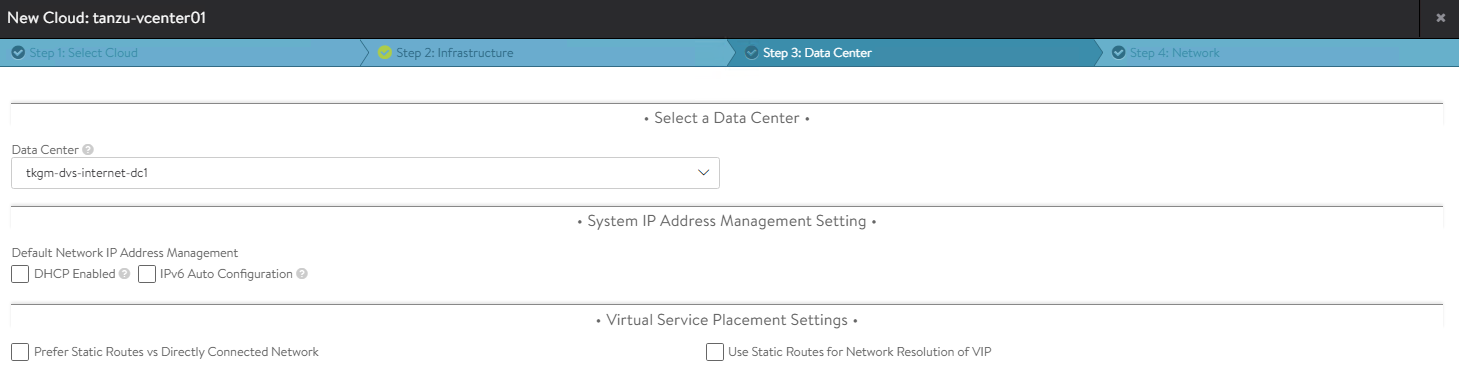 New Cloud: tanzu-vcenter01
Step 1: Select Cloud
Step 2: Infrastructure
Step 3: Data Center
Step 4: Network
• Select a Data Center •
Data Center ?
tkgm-dvs-internet-dc1
• System IP Address Management Setting •
Default Network IP Address Management
DHCP Enabled ? IPv6 Auto Configuration ?
• Virtual Service Placement Settings •
Prefer Static Routes vs Directly Connected Network
Use Static Routes for Network Resolution of VIP